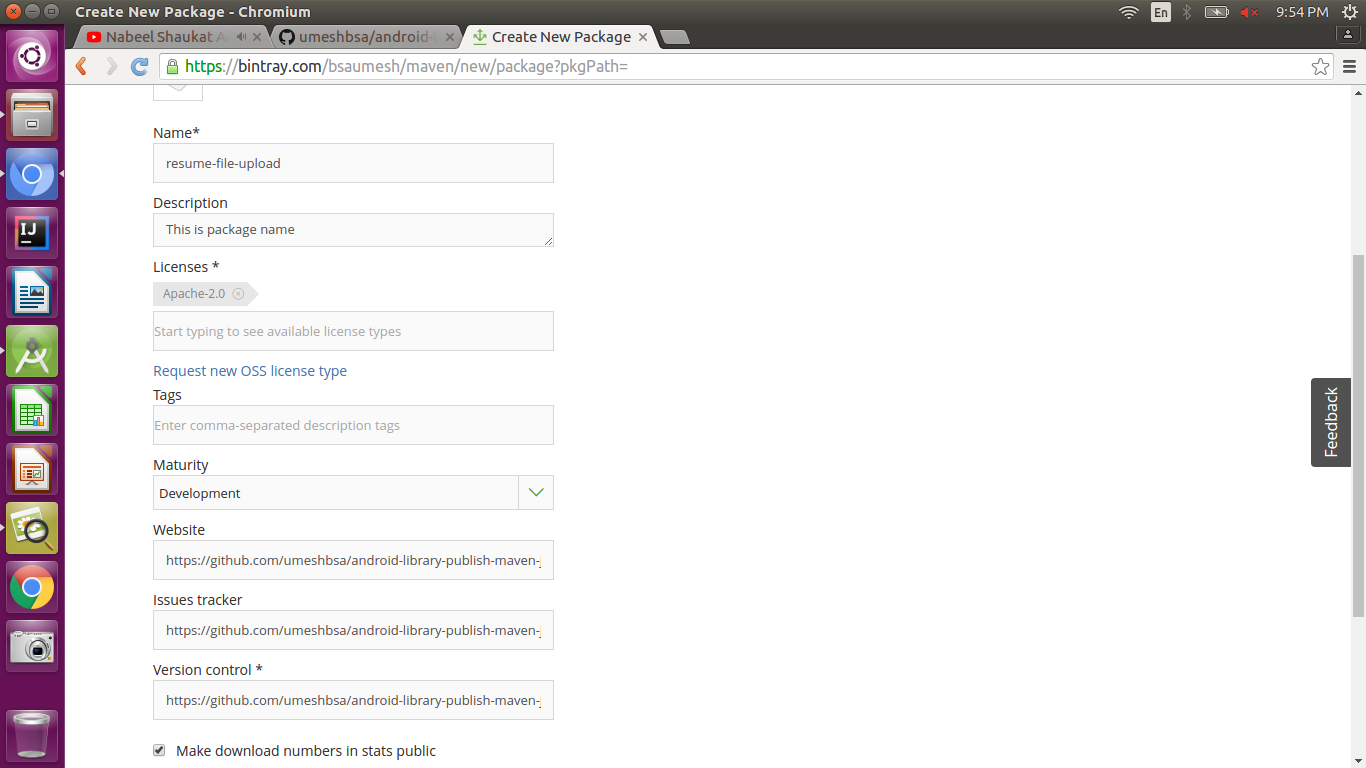 Create New Package - Chromium
En
9:54 PM
Nabeel Shaukat A
umeshbsa/android-l
Create New Package
https://bintray.com/bsaumesh/maven/new/package?pkgPath=
Name*
resume-file-upload
Description
This is package name
Licenses *
Apache-2.0
Start typing to see available license types
Request new OSS license type
Tags
Enter comma-separated description tags
Maturity
Development
Website
https://github.com/umeshbsa/android-library-publish-maven-j
Issues tracker
https://github.com/umeshbsa/android-library-publish-maven-j
Version control *
https://github.com/umeshbsa/android-library-publish-maven-j
Make download numbers in stats public
Feedback
IJ